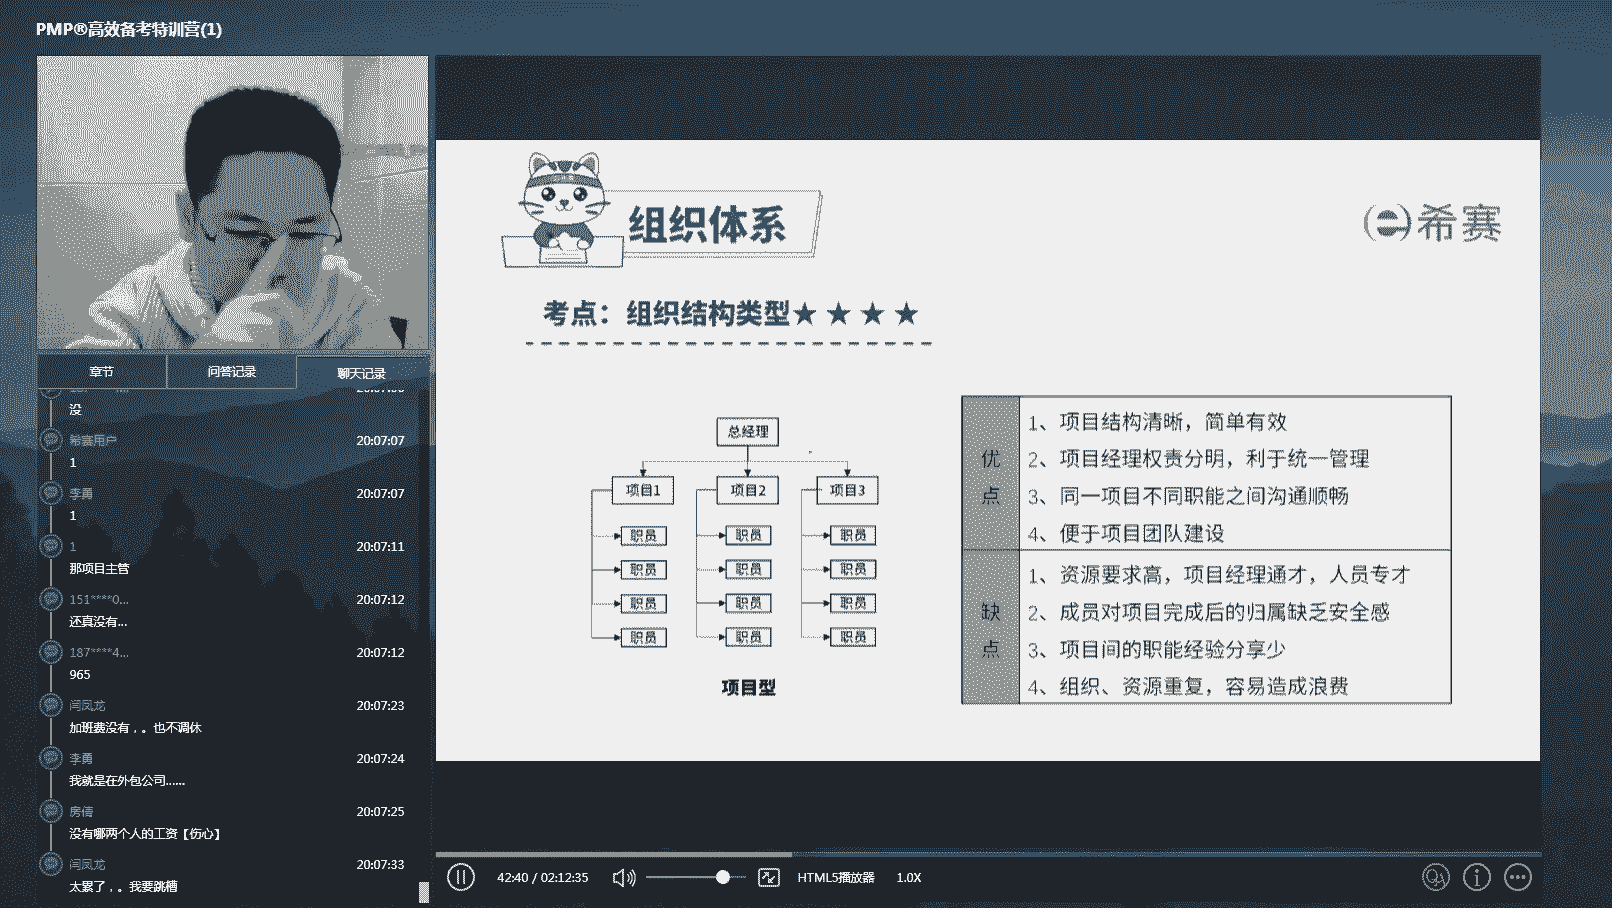 PMP®高效备考特训营(1)
章节
问答记录
聊天记录
没
希赛用户
20:07:07
1
李勇
20:07:07
1
1
20:07:11
那项目主管
151****0...
20:07:12
还真没有...
187****4...
20:07:12
965
闫凤龙
20:07:23
加班费没有，。也不调休
李勇
20:07:24
我就是在外包公司......
房倩
20:07:25
没有哪两个人的工资【伤心】
闫凤龙
20:07:33
太累了，。我要跳槽
组织体系
希赛
考点：组织结构类型★ ★ ★ ★
总经理
项目1
项目2
项目3
职员
职员
职员
职员
职员
职员
职员
职员
职员
职员
职员
职员
项目型
优点
1、项目结构清晰，简单有效
2、项目经理权责分明，利于统一管理
3、同一项目不同职能之间沟通顺畅
4、便于项目团队建设
缺点
1、资源要求高，项目经理通才，人员专才
2、成员对项目完成后的归属缺乏安全感
3、项目间的职能经验分享少
4、组织、资源重复，容易造成浪费
42:40 / 02:12:35
HTML5播放器
1.0X